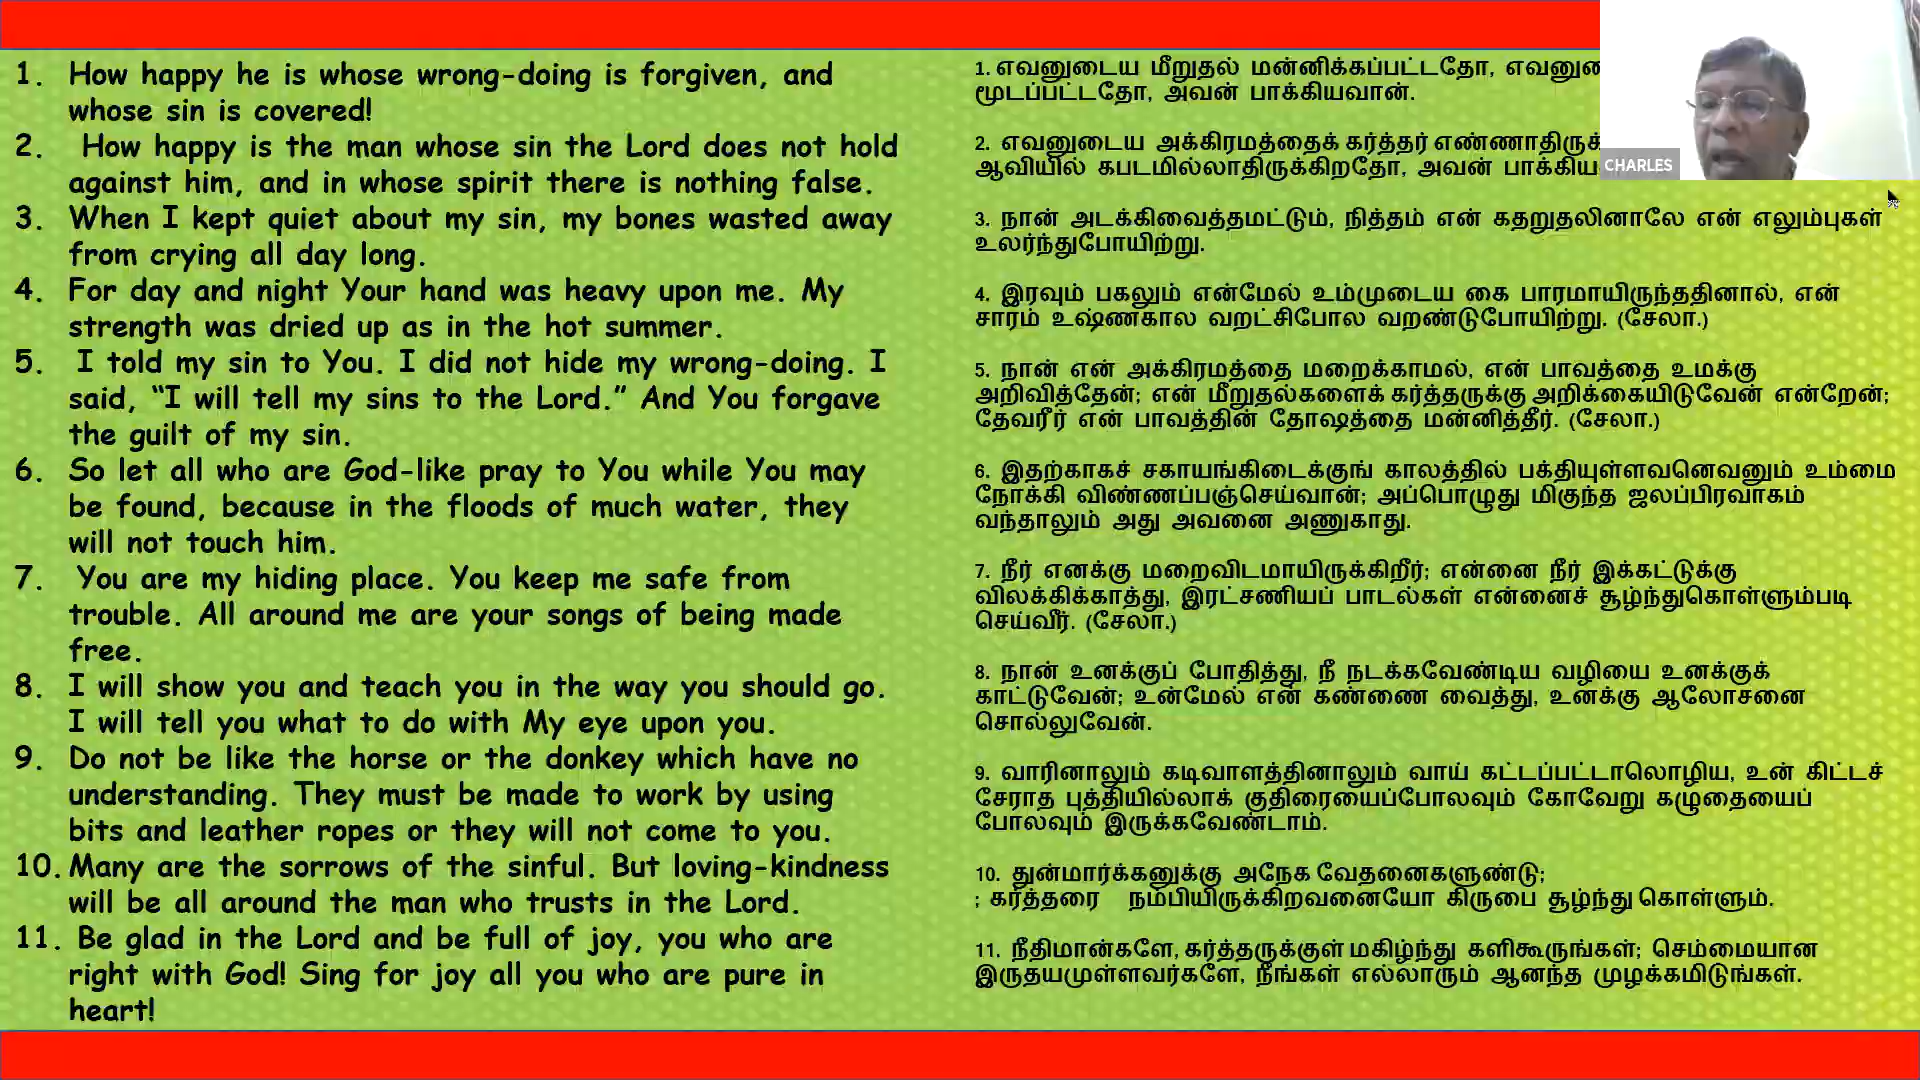 1. How happy he is whose wrong-doing is forgiven, and
whose sin is covered!
2. How happy is the man whose sin the Lord does not hold
against him, and in whose spirit there is nothing false.
3. When I kept quiet about my sin, my bones wasted away
from crying all day long.
4. For day and night Your hand was heavy upon me. My
strength was dried up as in the hot summer.
5. I told my sin to You. I did not hide my wrong-doing. I
said, “I will tell my sins to the Lord.” And You forgave
the guilt of my sin.
6. So let all who are God-like pray to You while You may
be found, because in the floods of much water, they
will not touch him.
7. You are my hiding place. You keep me safe from
trouble. All around me are your songs of being made
free.
8. I will show you and teach you in the way you should go.
I will tell you what to do with My eye upon you.
9. Do not be like the horse or the donkey which have no
understanding. They must be made to work by using
bits and leather ropes or they will not come to you.
10. Many are the sorrows of the sinful. But loving-kindness
will be all around the man who trusts in the Lord.
11. Be glad in the Lord and be full of joy, you who are
right with God! Sing for joy all you who are pure in
heart!
1. எவனுடைய மீறுதல் மன்னிக்கப்பட்டதோ,
மூடப்பட்டதோ, அவன் பாக்கியவான்.
2. எவனுடைய அக்கிரமத்தைக் கர்த்தர்
ஆவியில் கபடமில்லாதிருக்கிறதோ, அவன்
3. நான் அடக்கிவைத்தமட்டும், நித்தம் என் கதறுதலினாலே என் எலும்புகள்
உலர்ந்துபோயிற்று.
4. இரவும் பகலும் என்மேல் உம்முடைய கை பாரமாயிருந்ததினால், என்
சாரம் உஷ்ணகால வறட்சிபோல வறண்டுபோயிற்று. (சேலா.)
5. நான் என் அக்கிரமத்தை மறைக்காமல், என் பாவத்தை உமக்கு
அறிவித்தேன்; என் மீறுதல்களைக் கர்த்தருக்கு அறிக்கையிடுவேன் என்றேன்;
தேவரீர் என் பாவத்தின் தோஷத்தை மன்னித்தீர். (சேலா.)
6. இதற்காகச் சகாயங்கிடைக்குங் காலத்தில் பக்தியுள்ளவனெவனும் உம்மை
நோக்கி விண்ணப்பஞ்செய்வான்; அப்பொழுது மிகுந்த ஜலப்பிரவாகம்
வந்தாலும் அது அவனை அணுகாது.
7. நீர் எனக்கு மறைவிடமாயிருக்கிறீர்; என்னை நீர் இக்கட்டுக்கு
விலக்கிக்காத்து, இரட்சணியப் பாடல்கள் என்னைச் சூழ்ந்துகொள்ளும்படி
செய்வீர். (சேலா.)
8. நான் உனக்குப் போதித்து, நீ நடக்கவேண்டிய வழியை உனக்குக்
காட்டுவேன்; உன்மேல் என் கண்ணை வைத்து, உனக்கு ஆலோசனை
சொல்லுவேன்.
9. வாரினாலும் கடிவாளத்தினாலும் வாய் கட்டப்பட்டாலொழிய, உன் கிட்டச்
சேராத புத்தியில்லாக் குதிரையைப்போலவும் கோவேறு கழுதையைப்
போலவும் இருக்கவேண்டாம்.
10. துன்மார்க்கனுக்கு அநேக வேதனைகளுண்டு;
; கர்த்தரை நம்பியிருக்கிறவனையோ கிருபை சூழ்ந்து கொள்ளும்.
11. நீதிமான்களே, கர்த்தருக்குள் மகிழ்ந்து களிகூருங்கள்; செம்மையான
இருதயமுள்ளவர்களே, நீங்கள் எல்லாரும் ஆனந்த முழக்கமிடுங்கள்.
CHARLES